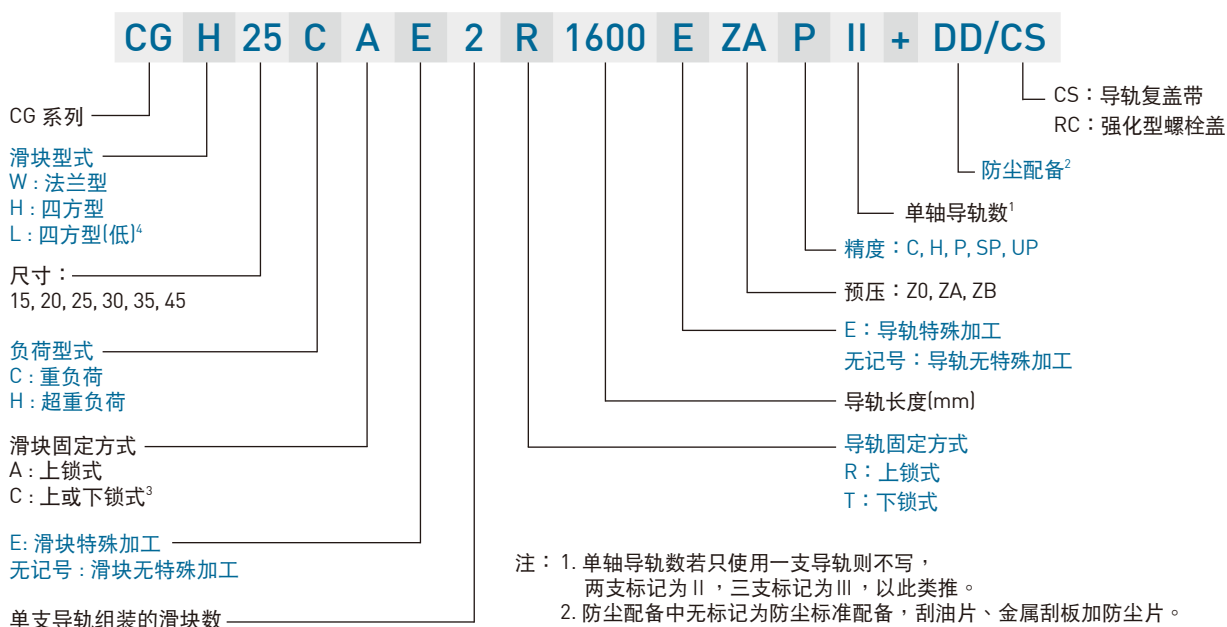 CG H 25 C A E 2 R 1600 E ZA P II + DD/CS
CG 系列
滑块型式
W : 法兰型
H : 四方型
L : 四方型(低)4
尺寸：
15, 20, 25, 30, 35, 45
负荷型式
C : 重负荷
H : 超重负荷
滑块固定方式
A : 上锁式
C : 上或下锁式3
E: 滑块特殊加工
无记号 : 滑块无特殊加工
单支导轨组装的滑块数
CS：导轨复盖带
RC：强化型螺栓盖
防尘配备2
单轴导轨数1
精度：C, H, P, SP, UP
预压：Z0, ZA, ZB
E：导轨特殊加工
无记号：导轨无特殊加工
导轨长度(mm)
导轨固定方式
R：上锁式
T：下锁式
注： 1. 单轴导轨数若只使用一支导轨则不写，
两支标记为Ⅱ，三支标记为Ⅲ，以此类推。
2. 防尘配备中无标记为防尘标准配备，刮油片、金属刮板加防尘片。